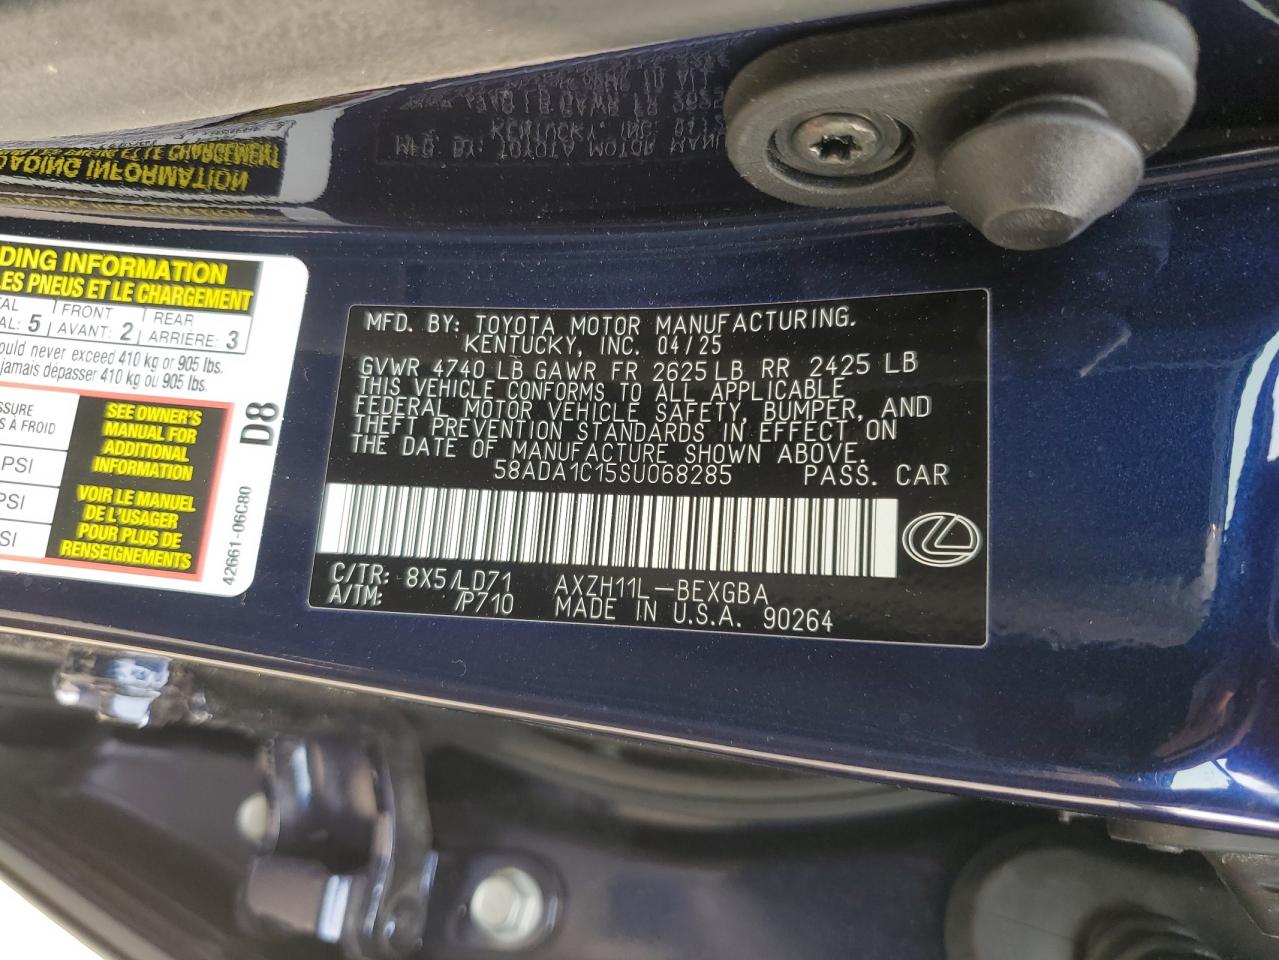 DING INFORMATION
LES PNEUS ET LE CHARGEMENT
FRONT
REAR
AL: 5
AVANT: 2
ARRIÈRE: 3
ould never exceed 410 kg or 905 lbs.
jamais dépasser 410 kg ou 905 lbs.
SSURE
S À FROID
PSI
PSI
SI
SEE OWNER'S
MANUAL FOR
ADDITIONAL
INFORMATION
VOIR LE MANUEL
DE L'USAGER
POUR PLUS DE
RENSEIGNEMENTS
D8
42661-06C80
MFD. BY: TOYOTA MOTOR MANUFACTURING.
KENTUCKY, INC. 04/25
GVWR 4740 LB GAWR FR 2625 LB RR 2425 LB
THIS VEHICLE CONFORMS TO ALL APPLICABLE
FEDERAL MOTOR VEHICLE SAFETY, BUMPER, AND
THEFT PREVENTION STANDARDS IN EFFECT ON
THE DATE OF MANUFACTURE SHOWN ABOVE.
58ADA1C15SU068285 PASS. CAR
C/TR: 8X5/LD71 AXZH11L-BEXGBA
A/TM: /P710 MADE IN U.S.A. 90264